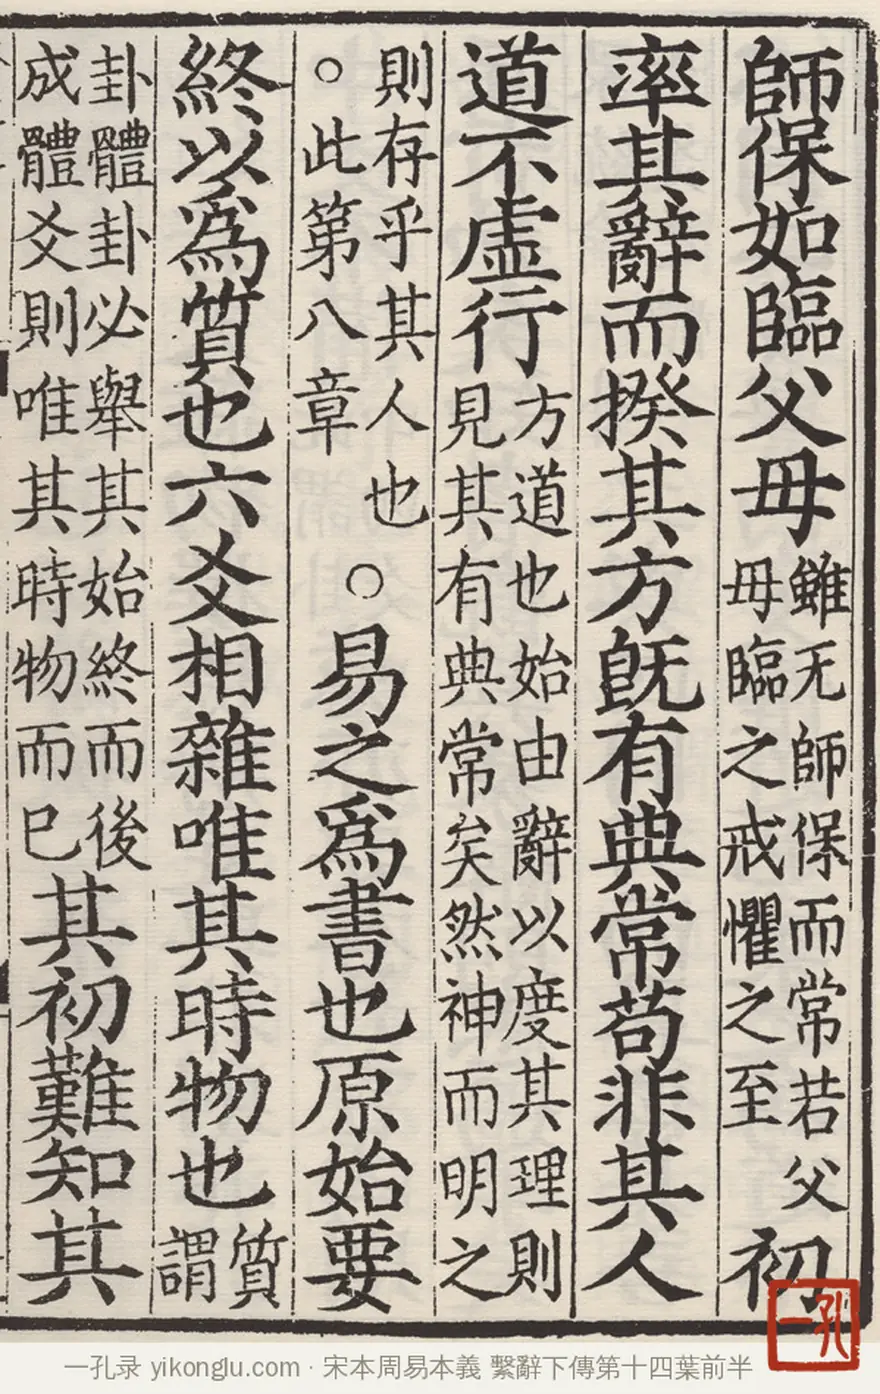 師保如臨父母雖无師保而常若父母臨之戒懼之至初
率其辭而揆其方旣有典常苟非其人
道不虛行方道也始由辭以度其理則見其有典常矣然神而明之
則存乎其人也○此第八章○易之爲書也原始要
終以爲質也六爻相雜唯其時物也質謂
卦體卦必舉其始終而後成體爻則唯其時物而已其初難知其
一孔
一孔录 yikonglu.com · 宋本周易本義 繫辭下傳第十四葉前半